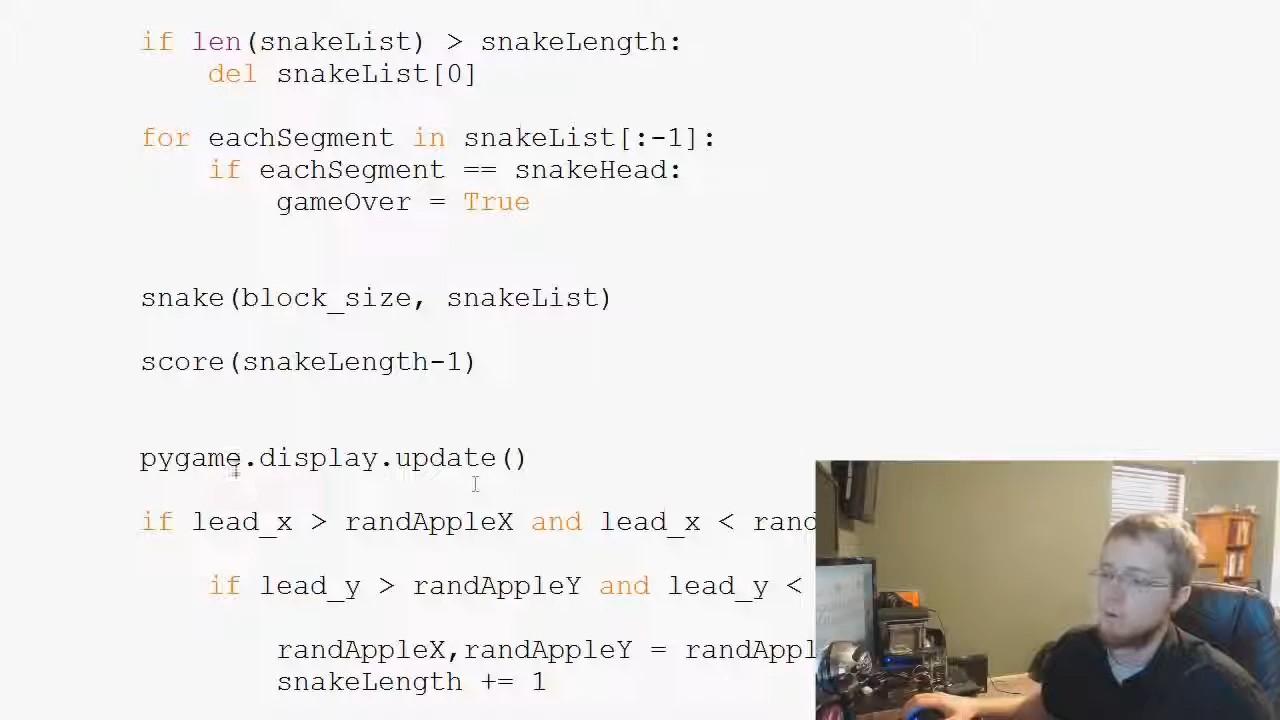 if len(snakeList) > snakeLength:
del snakeList[0]
for eachSegment in snakeList[:-1]:
if eachSegment == snakeHead:
gameOver = True
snake(block_size, snakeList)
score(snakeLength-1)
pygame.display.update()
if lead_x > randAppleX and lead_x < rand
if lead_y > randAppleY and lead_y <
randAppleX,randAppleY = randAppl
snakeLength += 1